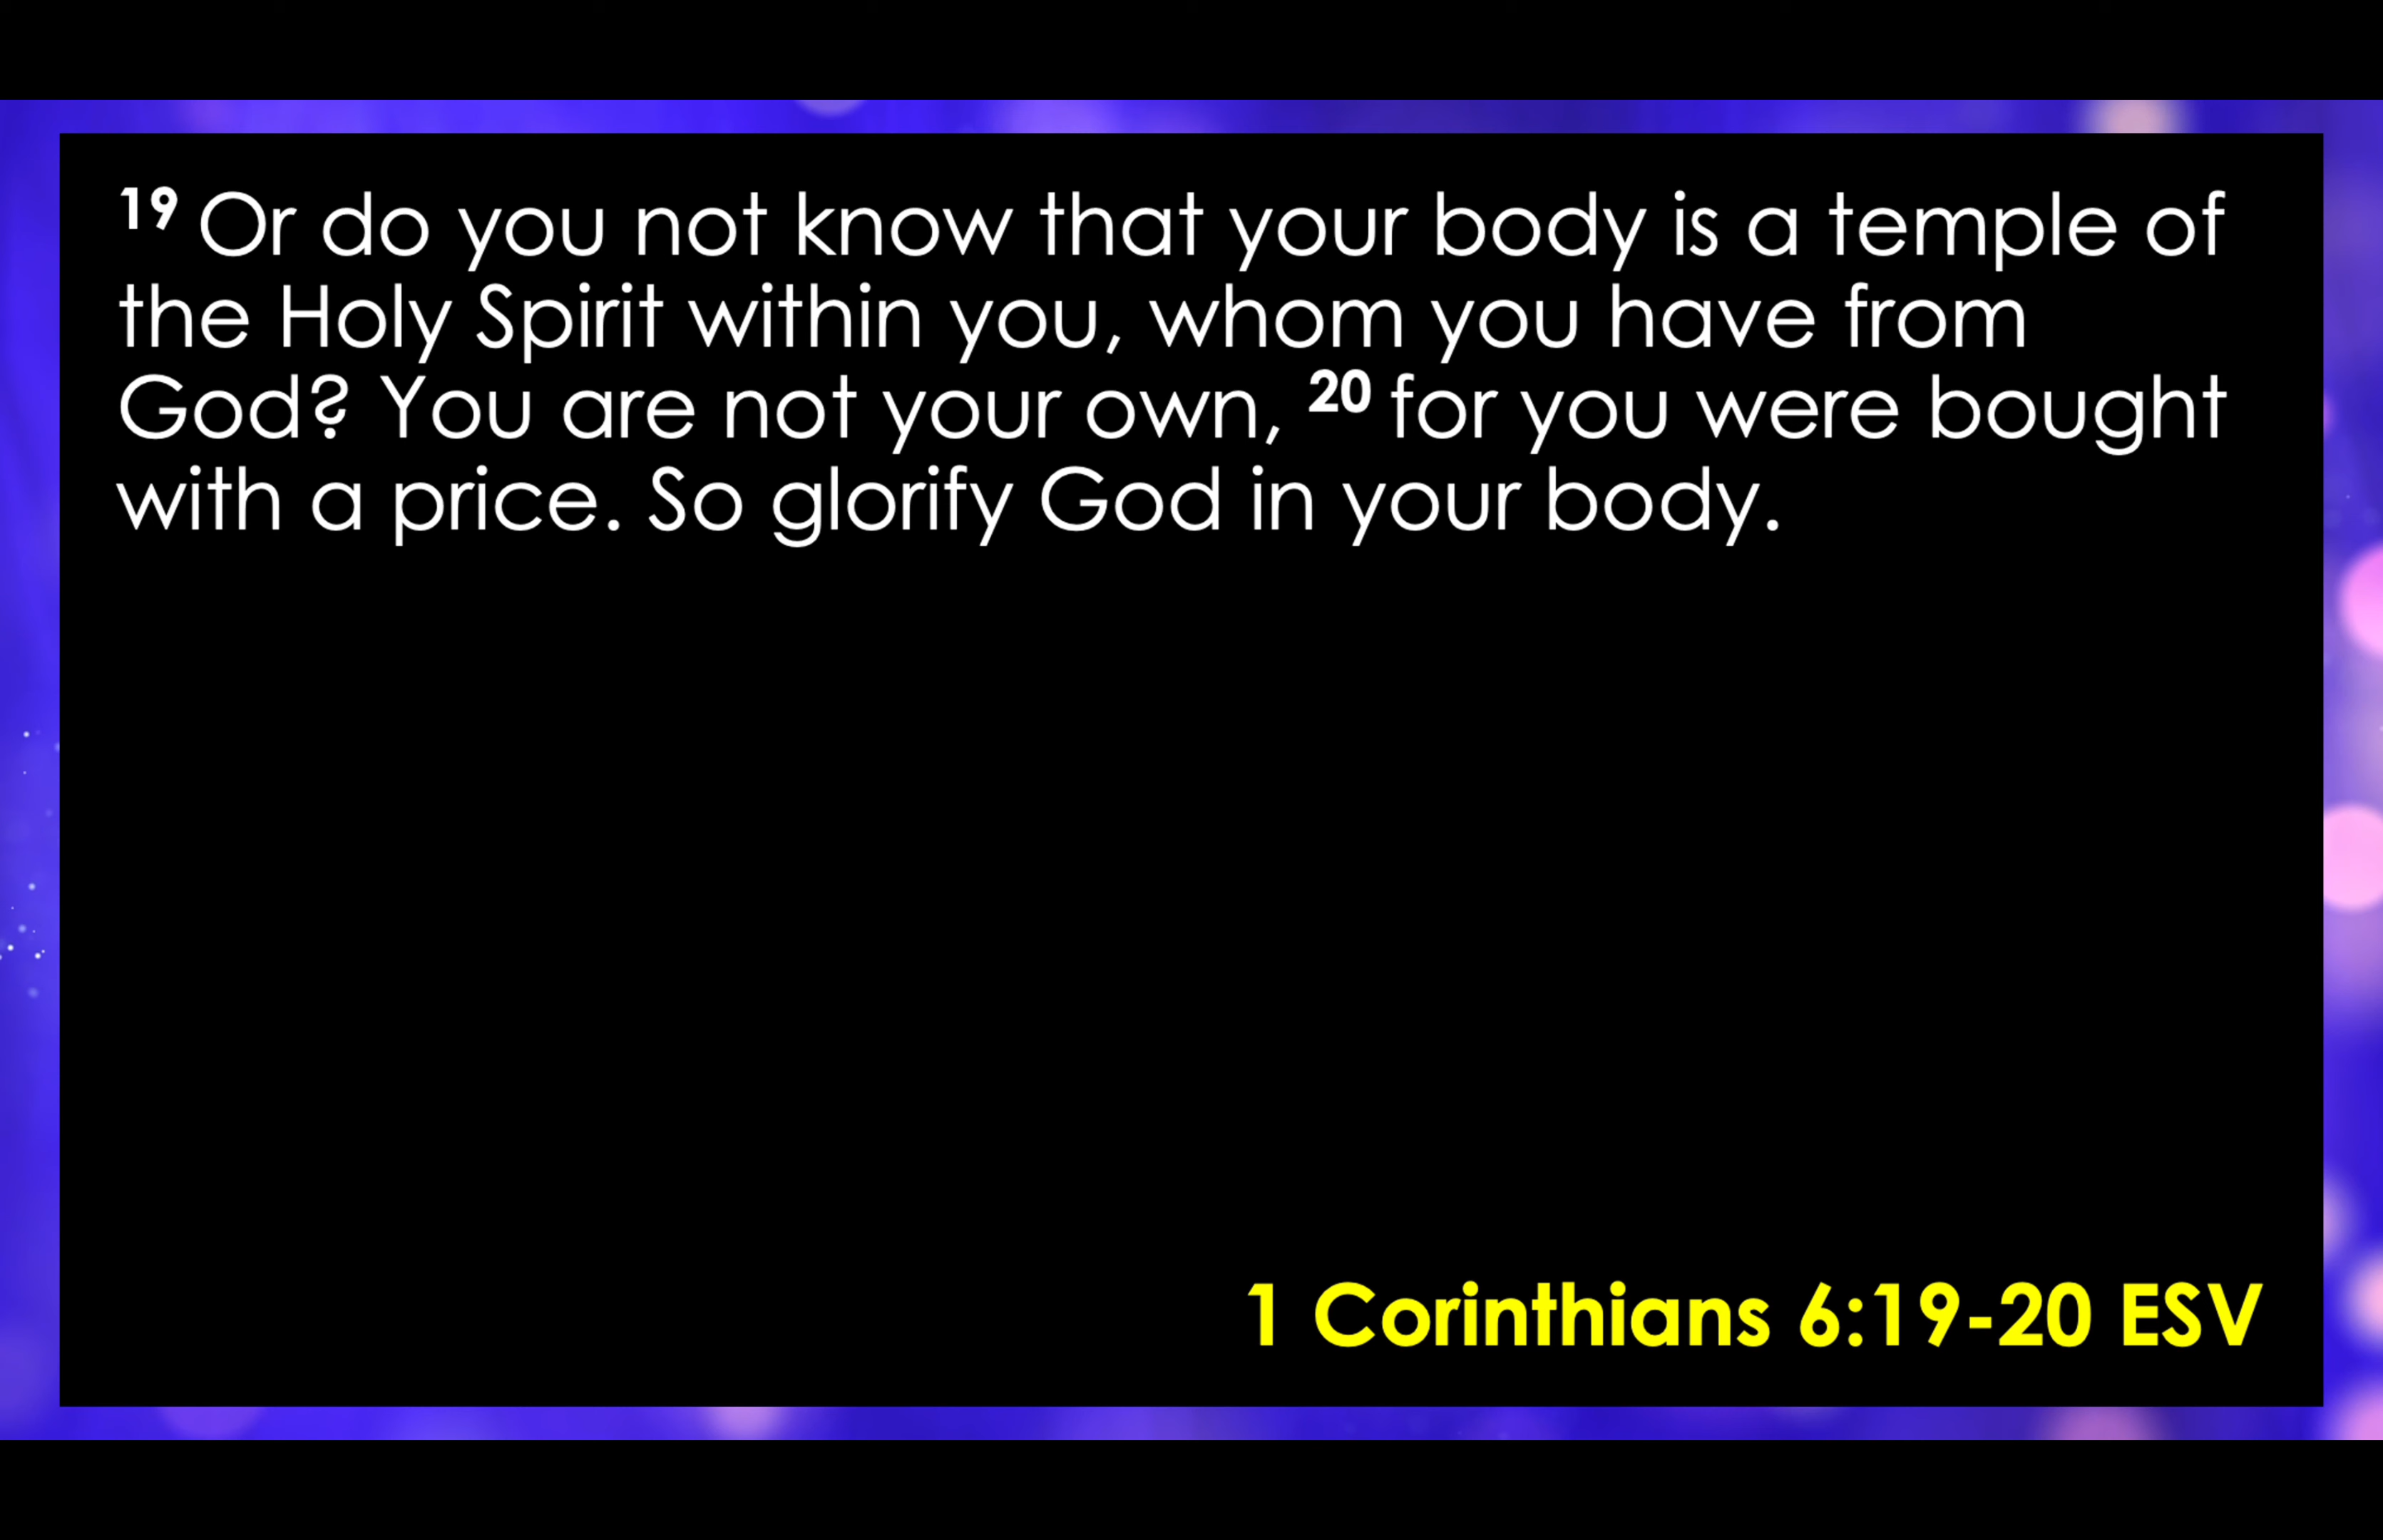 19 Or do you not know that your body is a temple of
the Holy Spirit within you, whom you have from
God? You are not your own, 20 for you were bought
with a price. So glorify God in your body.
1 Corinthians 6:19-20 ESV